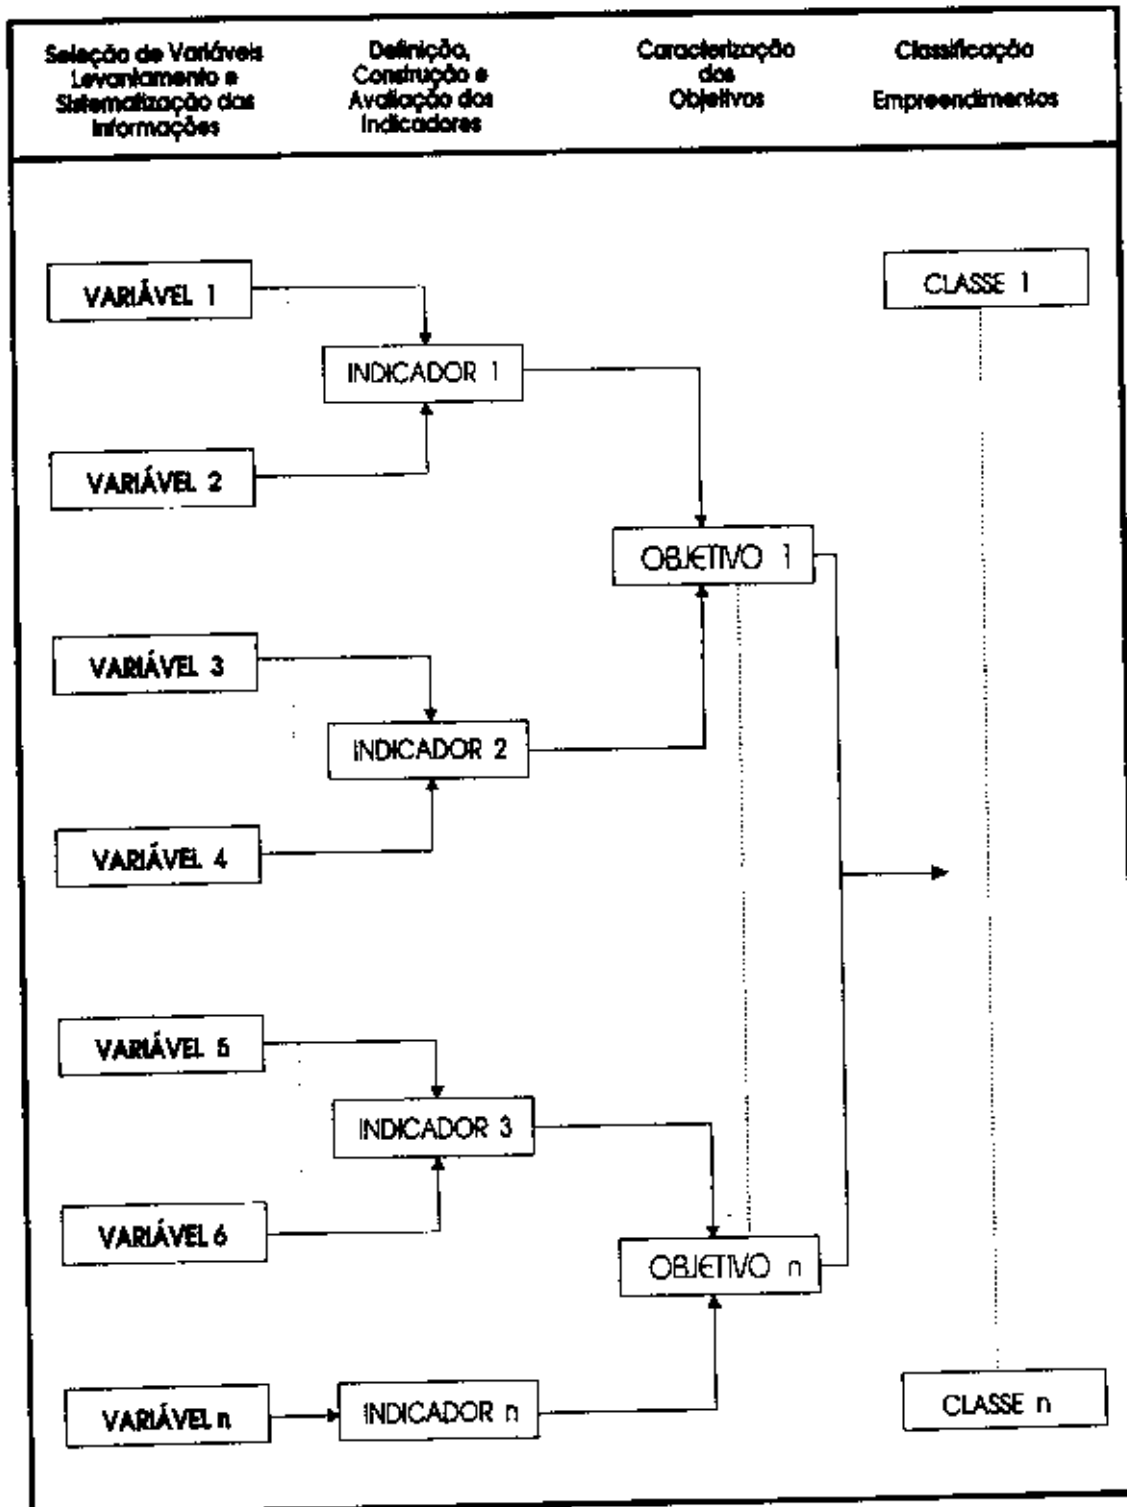 Seleção de Variáveis
Levantamento e
Sistematização das
Informações
Definição,
Construção e
Avaliação dos
Indicadores
Caracterização
dos
Objetivos
Classificação
Empreendimentos
VARIÁVEL 1
CLASSE 1
INDICADOR 1
VARIÁVEL 2
OBJETIVO 1
VARIÁVEL 3
INDICADOR 2
VARIÁVEL 4
VARIÁVEL 5
INDICADOR 3
VARIÁVEL 6
OBJETIVO n
VARIÁVEL n
INDICADOR n
CLASSE n